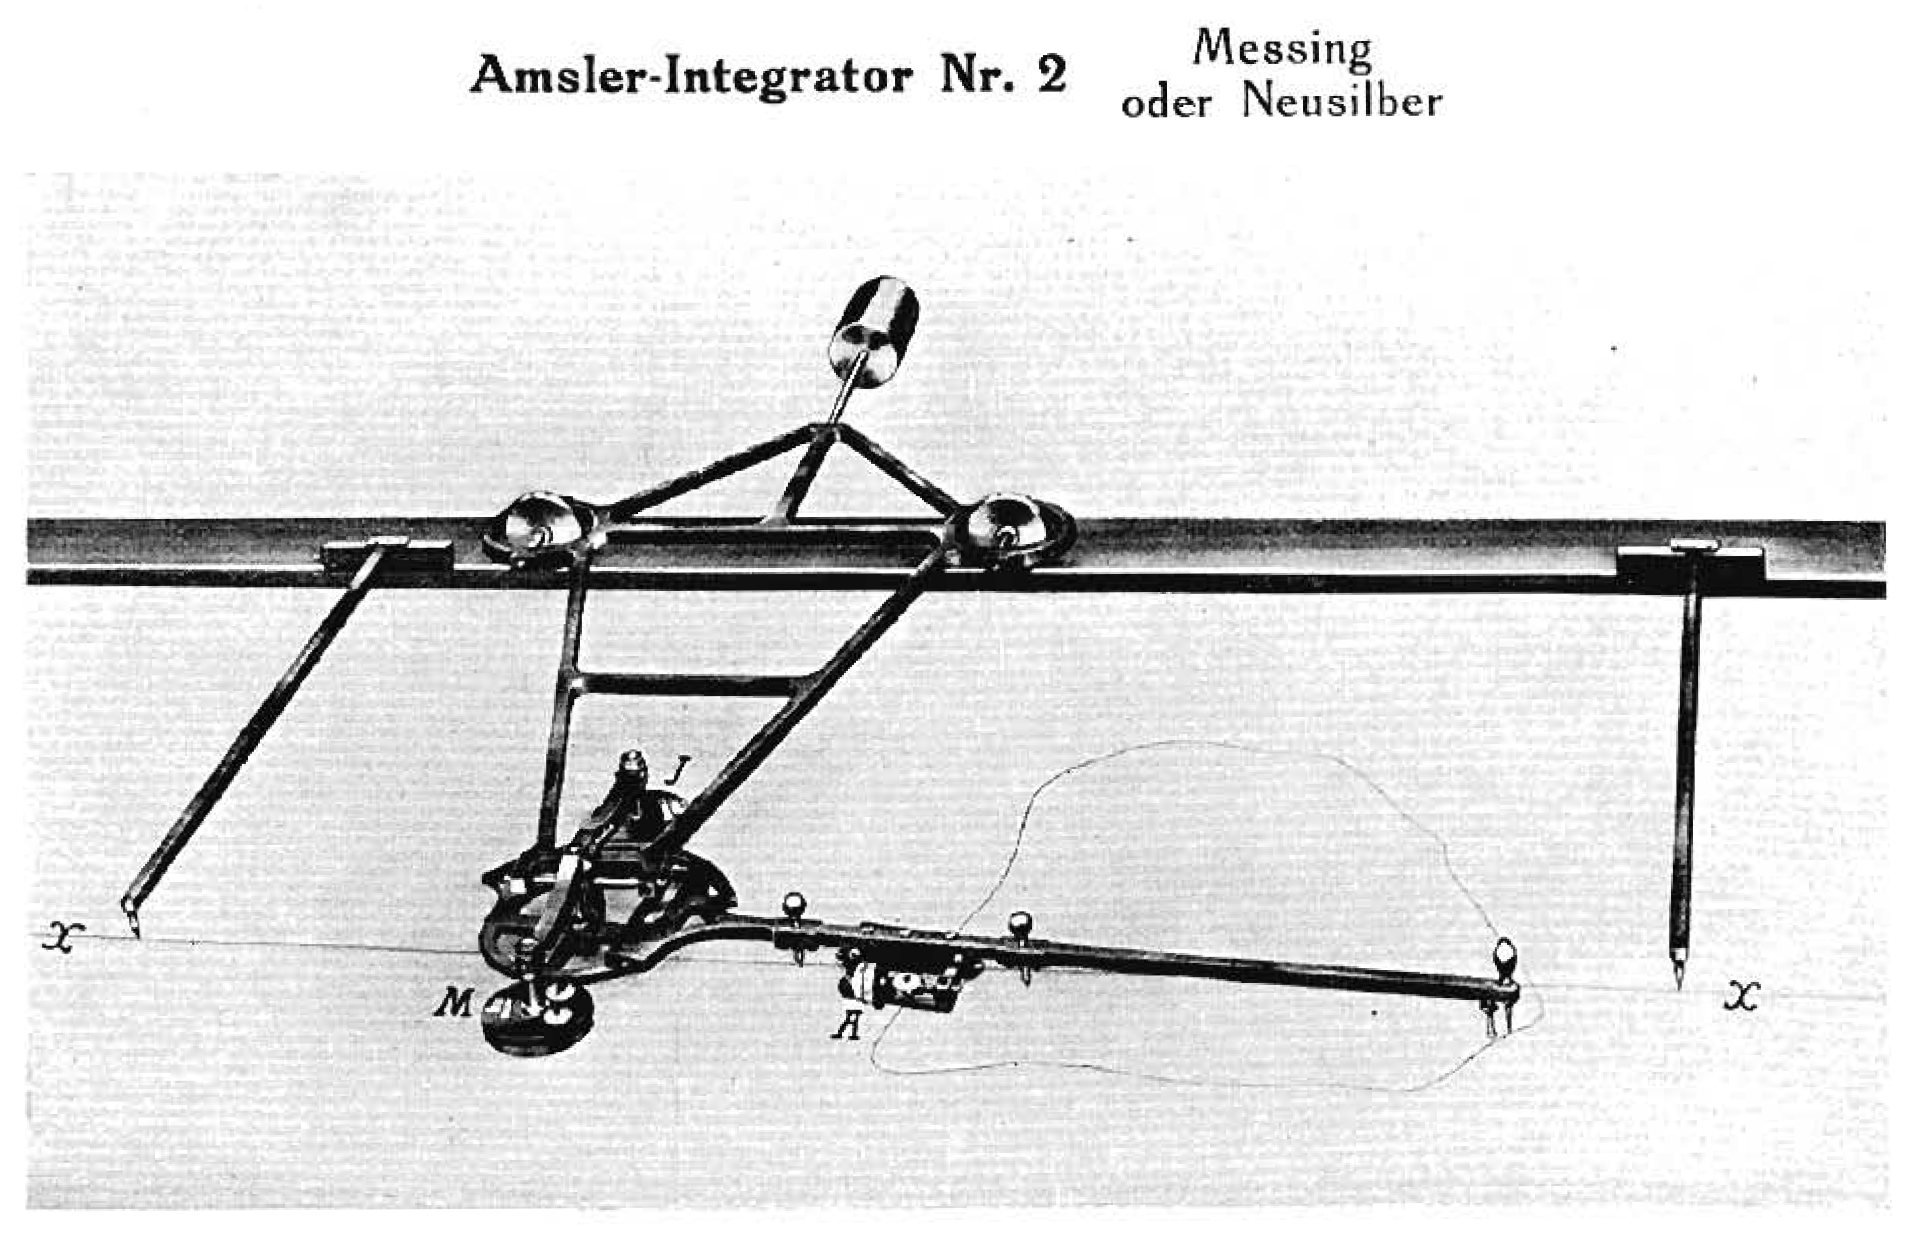 Amsler-Integrator Nr. 2
Messing
oder Neusilber
J
x
M
A
x